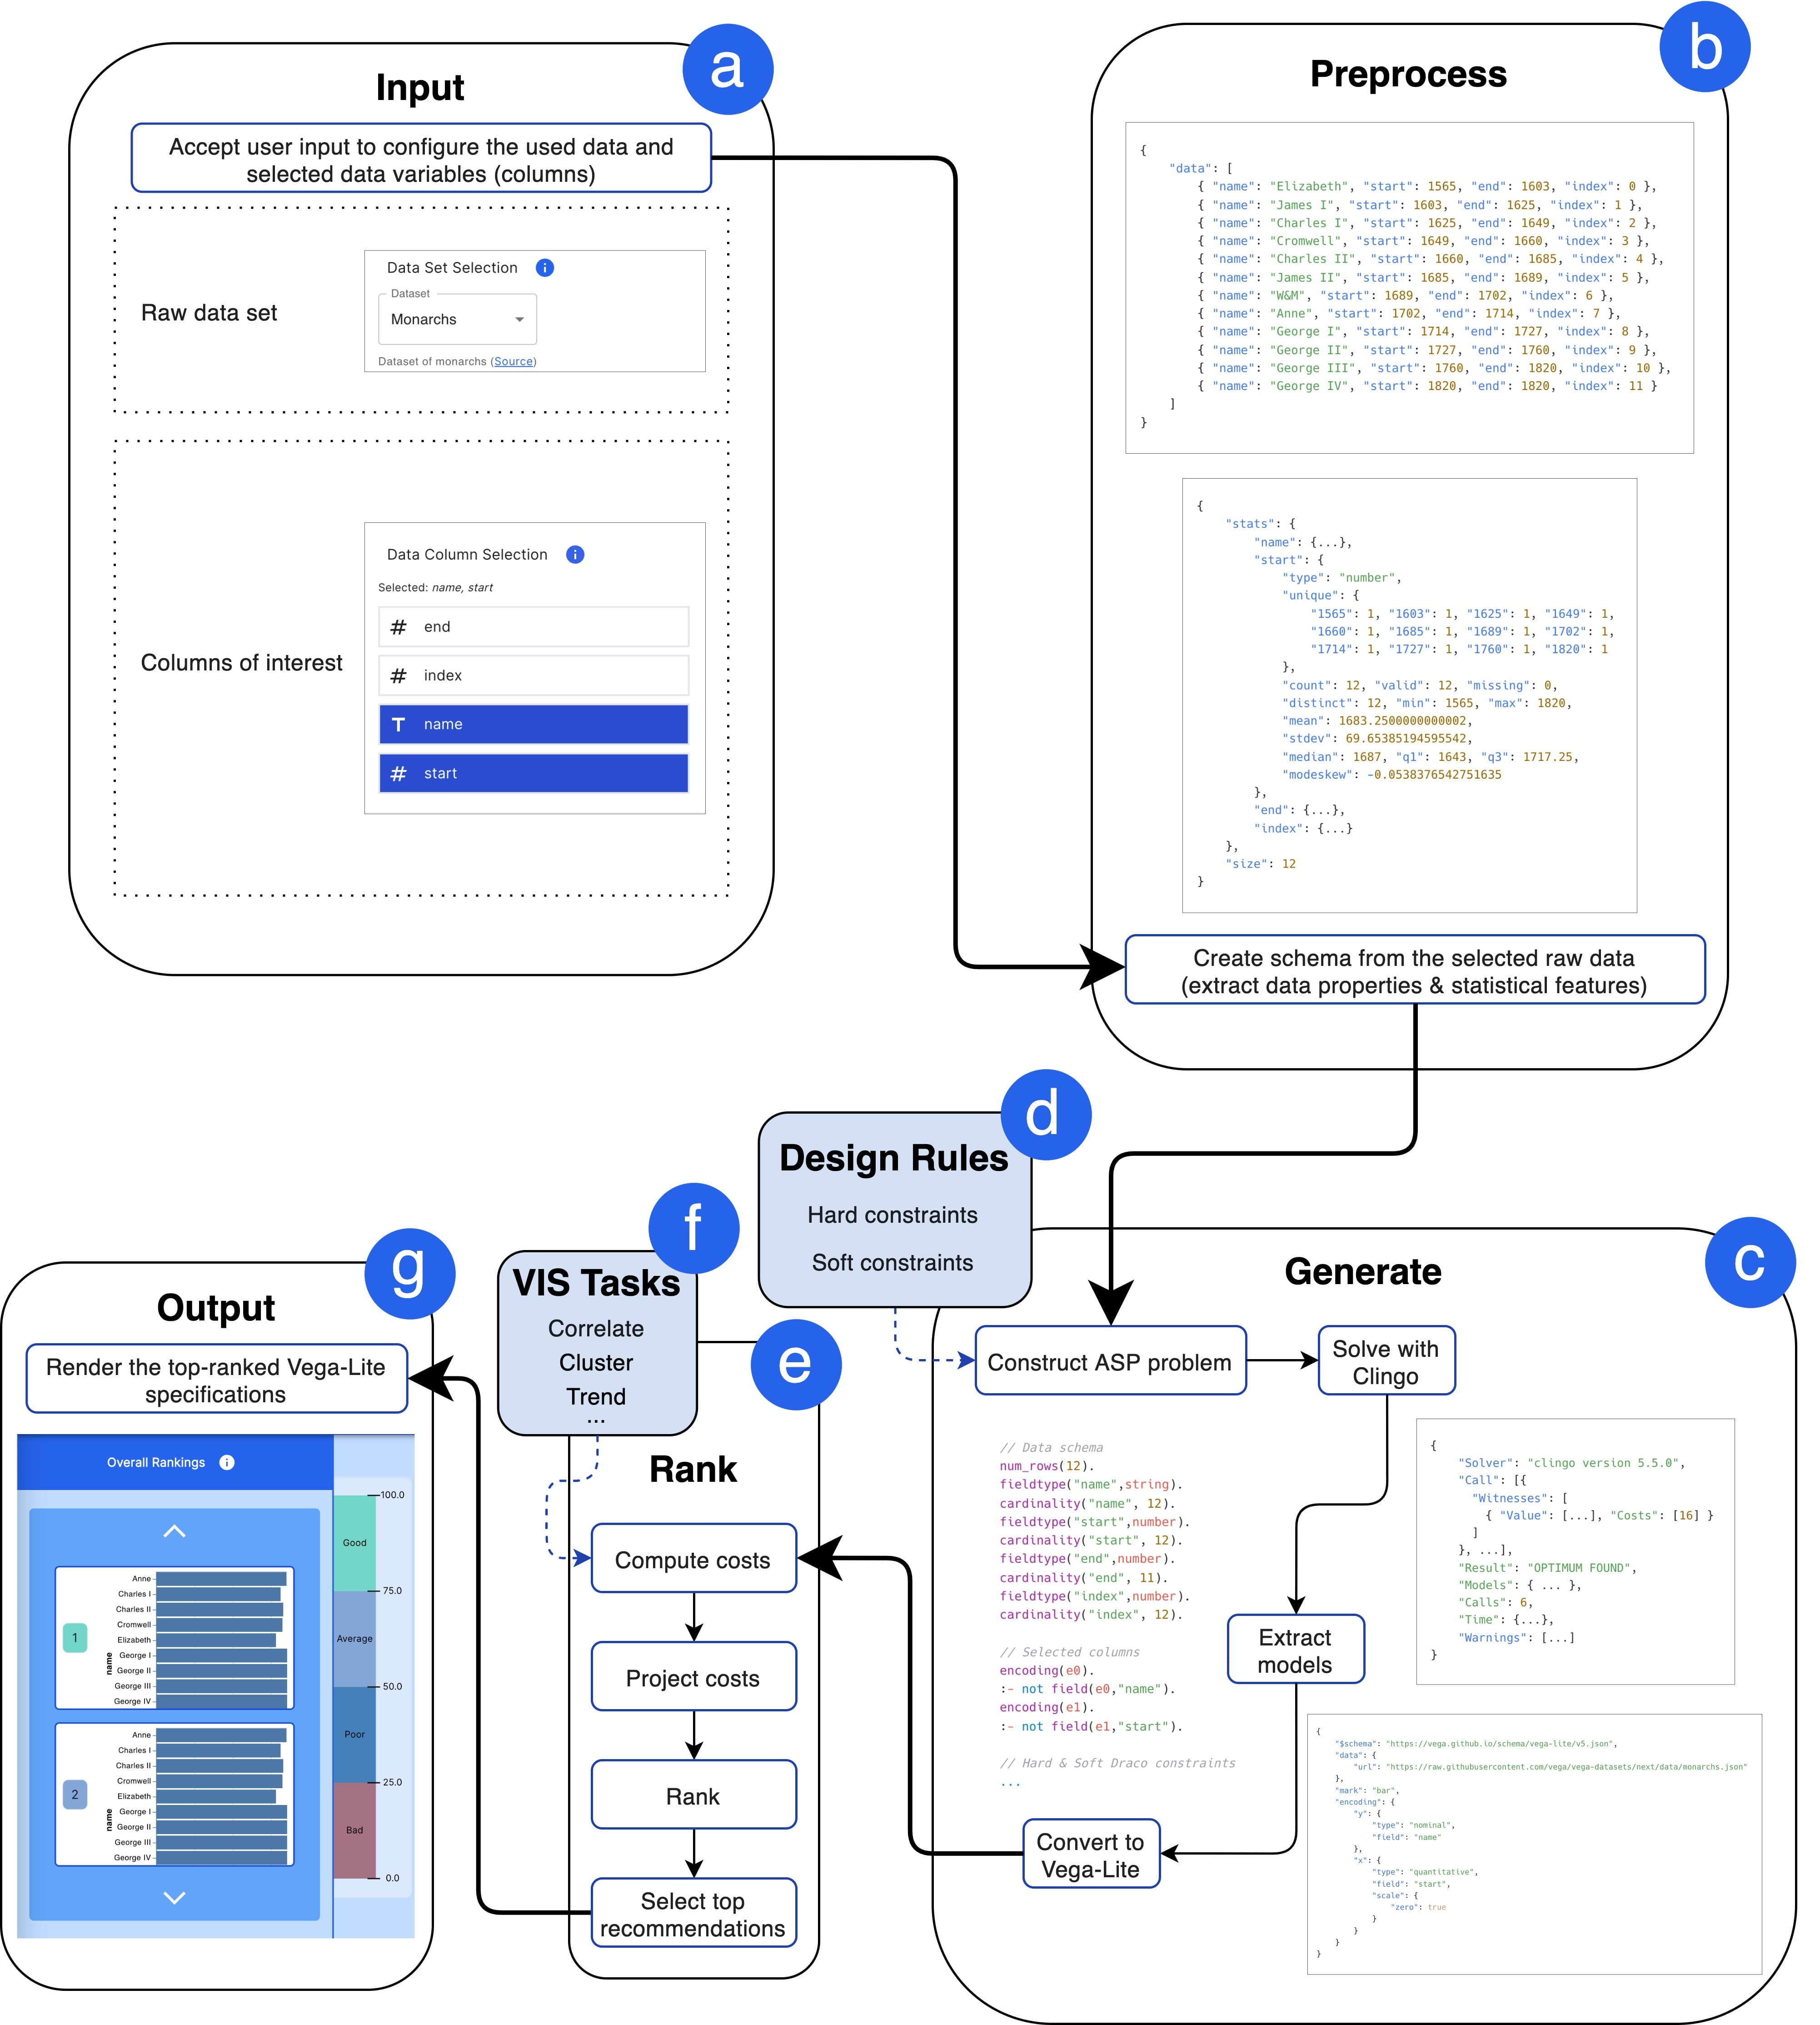 a
Input
Accept user input to configure the used data and
selected data variables (columns)
Raw data set
Data Set Selection i
Dataset
Monarchs
Dataset of monarchs (Source)
Columns of interest
Data Column Selection i
Selected: name, start
# end
# index
T name
# start
b
Preprocess
{
"data": [
{ "name": "Elizabeth", "start": 1565, "end": 1603, "index": 0 },
{ "name": "James I", "start": 1603, "end": 1625, "index": 1 },
{ "name": "Charles I", "start": 1625, "end": 1649, "index": 2 },
{ "name": "Cromwell", "start": 1649, "end": 1660, "index": 3 },
{ "name": "Charles II", "start": 1660, "end": 1685, "index": 4 },
{ "name": "James II", "start": 1685, "end": 1689, "index": 5 },
{ "name": "W&M", "start": 1689, "end": 1702, "index": 6 },
{ "name": "Anne", "start": 1702, "end": 1714, "index": 7 },
{ "name": "George I", "start": 1714, "end": 1727, "index": 8 },
{ "name": "George II", "start": 1727, "end": 1760, "index": 9 },
{ "name": "George III", "start": 1760, "end": 1820, "index": 10 },
{ "name": "George IV", "start": 1820, "end": 1820, "index": 11 }
]
}
{
"stats": {
"name": {...},
"start": {
"type": "number",
"unique": {
"1565": 1, "1603": 1, "1625": 1, "1649": 1,
"1660": 1, "1685": 1, "1689": 1, "1702": 1,
"1714": 1, "1727": 1, "1760": 1, "1820": 1
},
"count": 12, "valid": 12, "missing": 0,
"distinct": 12, "min": 1565, "max": 1820,
"mean": 1683.2500000000002,
"stdev": 69.65385194595542,
"median": 1687, "q1": 1643, "q3": 1717.25,
"modeskew": -0.0538376542751635
},
"end": {...},
"index": {...}
},
"size": 12
}
Create schema from the selected raw data
(extract data properties & statistical features)
d
Design Rules
Hard constraints
Soft constraints
c
Generate
Construct ASP problem
Solve with
Clingo
// Data schema
num_rows(12).
fieldtype("name",string).
cardinality("name", 12).
fieldtype("start",number).
cardinality("start", 12).
fieldtype("end",number).
cardinality("end", 11).
fieldtype("index",number).
cardinality("index", 12).
// Selected columns
encoding(e0).
:- not field(e0,"name").
encoding(e1).
:- not field(e1,"start").
// Hard & Soft Draco constraints
...
{
"Solver": "clingo version 5.5.0",
"Call": [{
"Witnesses": [
{ "Value": [...], "Costs": [16] }
]
}, ...],
"Result": "OPTIMUM FOUND",
"Models": { ... },
"Calls": 6,
"Time": {...},
"Warnings": [...]
}
Extract
models
{
"$schema": "https://vega.github.io/schema/vega-lite/v5.json",
"data": {
"url": "https://raw.githubusercontent.com/vega/vega-datasets/next/data/monarchs.json"
},
"mark": "bar",
"encoding": {
"y": {
"type": "nominal",
"field": "name"
},
"x": {
"type": "quantitative",
"field": "start",
"scale": {
"zero": true
}
}
}
}
Convert to
Vega-Lite
f
VIS Tasks
Correlate
Cluster
Trend
...
e
Rank
Compute costs
Project costs
Rank
Select top
recommendations
g
Output
Render the top-ranked Vega-Lite
specifications
Overall Rankings i
1
name
Anne
Charles I
Charles II
Cromwell
Elizabeth
George I
George II
George III
George IV
2
name
Anne
Charles I
Charles II
Cromwell
Elizabeth
George I
George II
George III
George IV
100.0
Good
75.0
Average
50.0
Poor
25.0
Bad
0.0